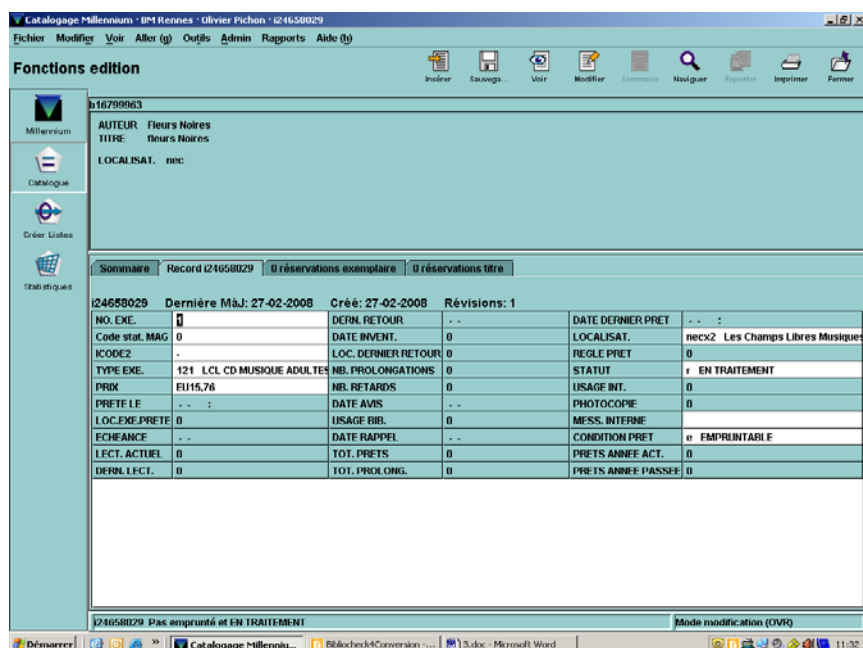 Catalogage Millennium · BM Rennes · Olivier Pichon · i24658029
Fichier Modifier Voir Aller (g) Outils Admin Rapports Aide (h)
Fonctions edition
Insérer Sauvega... Voir Modifier Sommaire Naviguer Exporter Imprimer Fermer
Millennium
Catalogue
Créer Listes
Statistiques
b16799963
AUTEUR Fleurs Noires
TITRE fleurs Noires
LOCALISAT. nec
Sommaire Record i24658029 0 réservations exemplaire 0 réservations titre
i24658029 Dernière MàJ: 27-02-2008 Créé: 27-02-2008 Révisions: 1
NO. EXE. 1 DERN. RETOUR - - DATE DERNIER PRET - - :
Code stat. MAG 0 DATE INVENT. 0 LOCALISAT. necx2 Les Champs Libres Musiques
ICODE2 - LOC. DERNIER RETOUR 0 REGLE PRET 0
TYPE EXE. 121 LCL CD MUSIQUE ADULTES NB. PROLONGATIONS 0 STATUT r EN TRAITEMENT
PRIX EU15,76 NB. RETARDS 0 USAGE INT. 0
PRETE LE - - : DATE AVIS - - PHOTOCOPIE 0
LOC.EXE.PRETE 0 USAGE BIB. 0 MESS. INTERNE
ECHEANCE - - DATE RAPPEL - - CONDITION PRET e EMPRUNTABLE
LECT. ACTUEL 0 TOT. PRETS 0 PRETS ANNEE ACT. 0
DERN. LECT. 0 TOT. PROLONG. 0 PRETS ANNEE PASSEE 0
i24658029 Pas emprunté et EN TRAITEMENT Mode modification (OVR)
Démarrer » Catalogage Millenniu... Bibliocheck4Conversion -... 3.doc - Microsoft Word 11:32